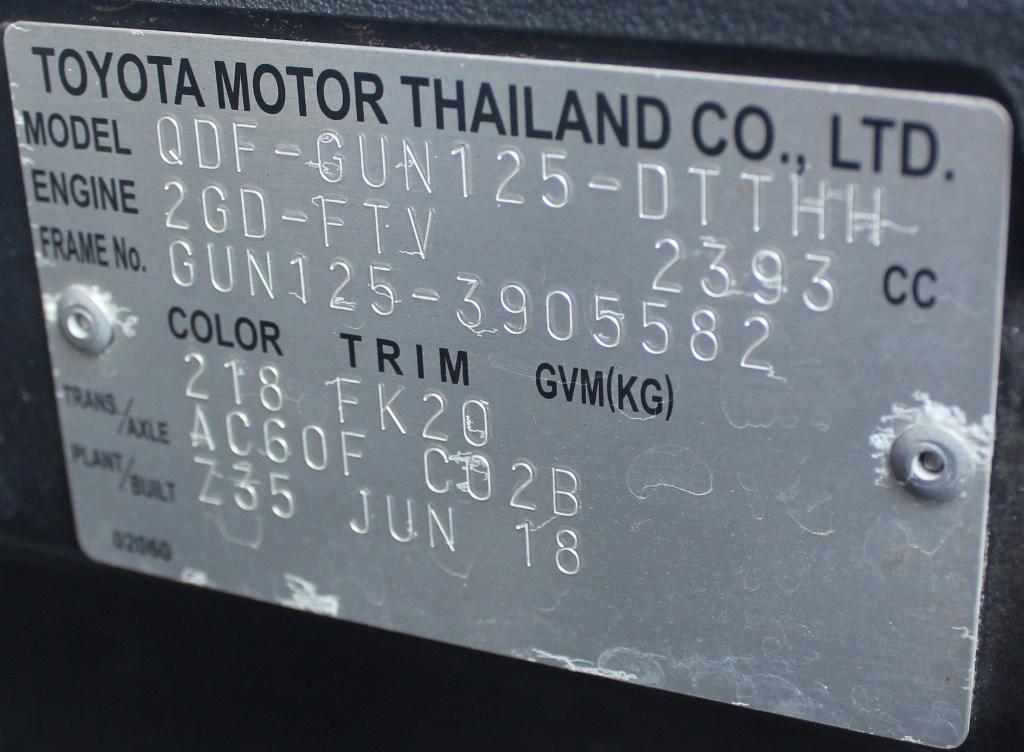 TOYOTA MOTOR THAILAND CO., LTD.
MODEL QDF-GUN125-DTTHH
ENGINE 2GD-FTV 2393 CC
FRAME No. GUN125-3905582
COLOR TRIM GVM(KG)
218 FK20
TRANS./AXLE AC60F C02B
PLANT/BUILT Z35 JUN 18
02060